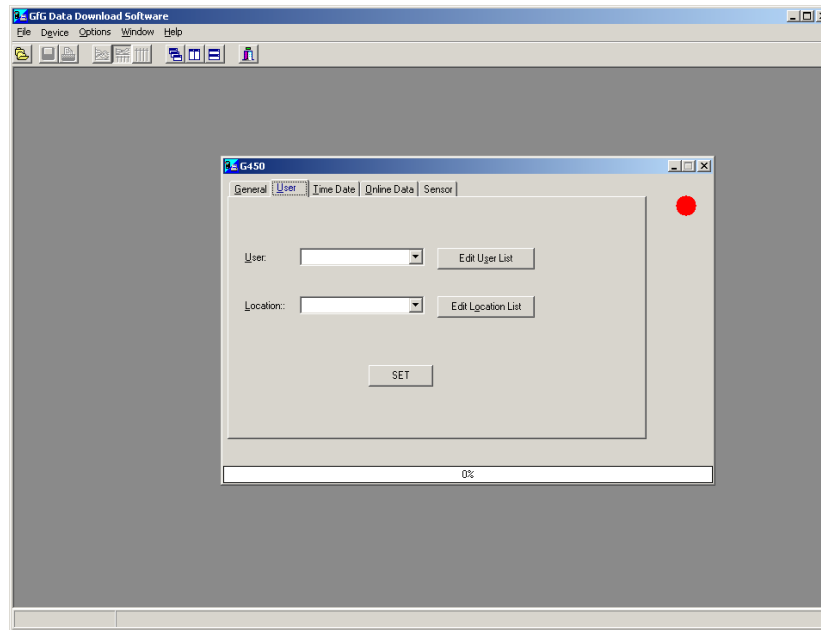 GfG Data Download Software
File Device Options Window Help
G450
General User Time Date Online Data Sensor
User: Edit User List
Location:: Edit Location List
SET
0%